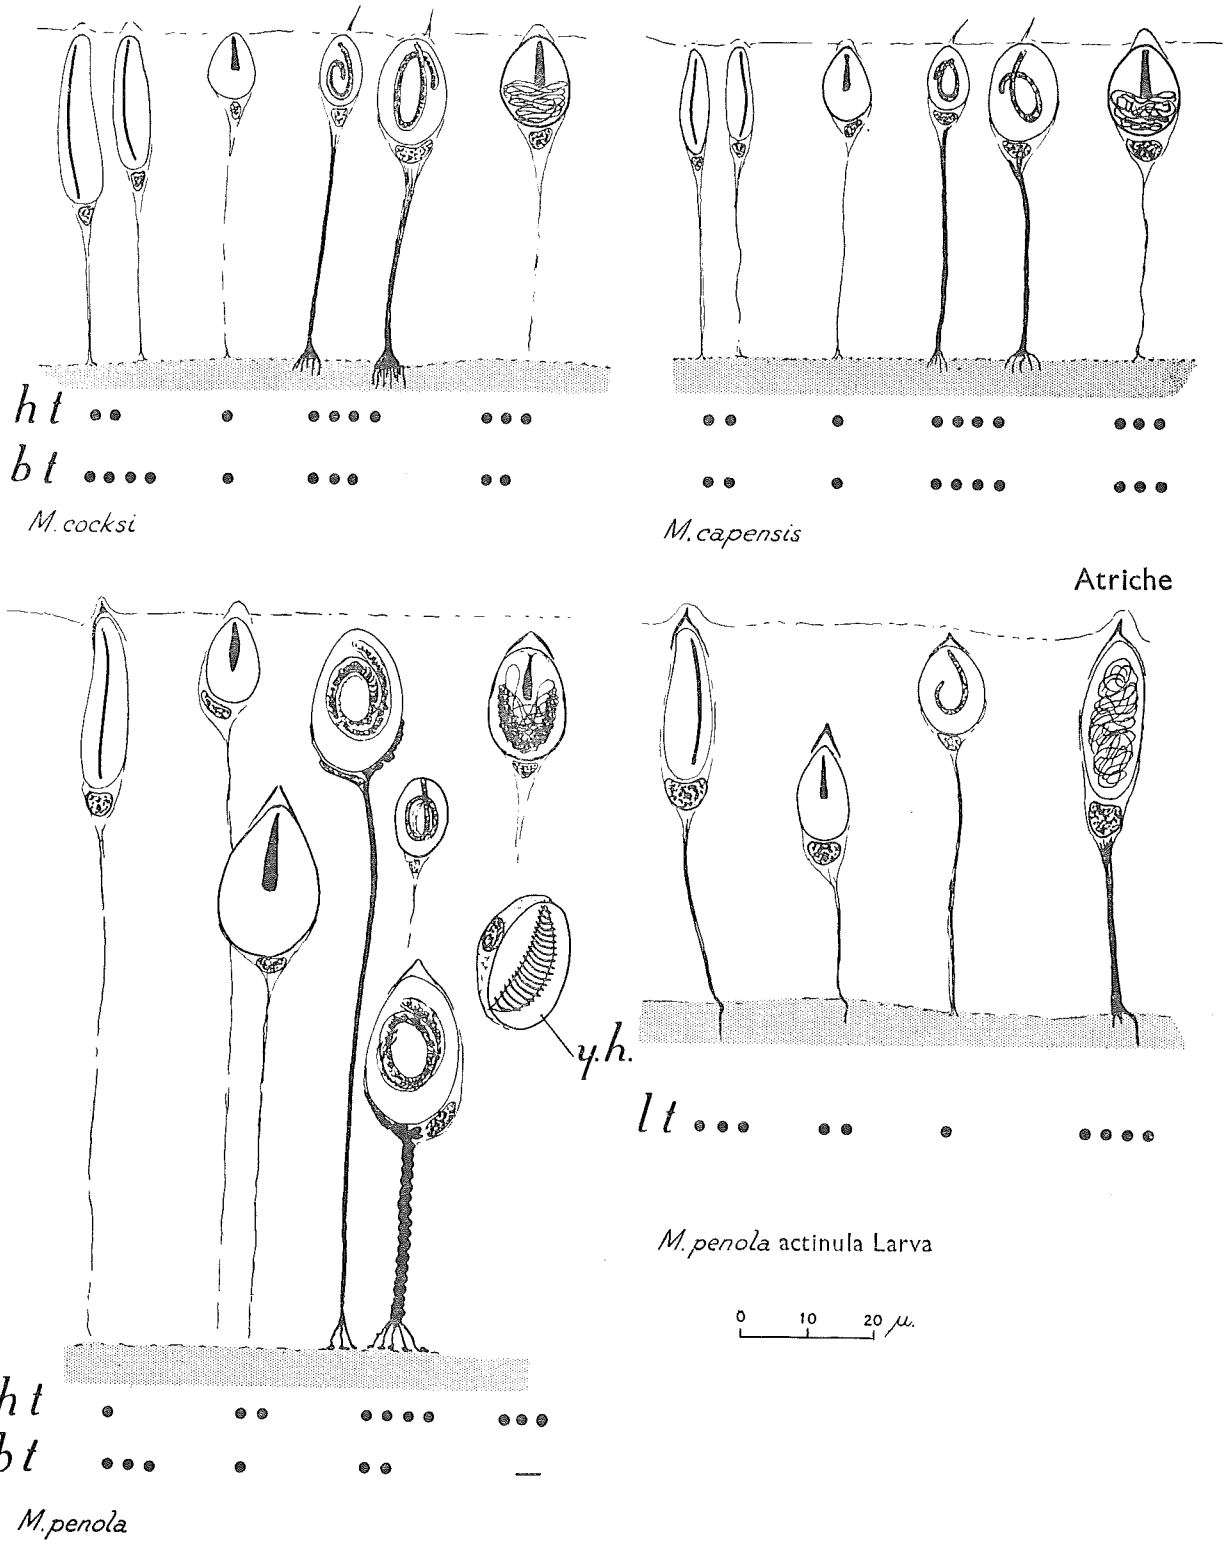 h t
b t
M. cocksi
M. capensis
Atriche
y.h.
l t
M. penola actinula Larva
0 10 20 μ.
h t
b t
M. penola